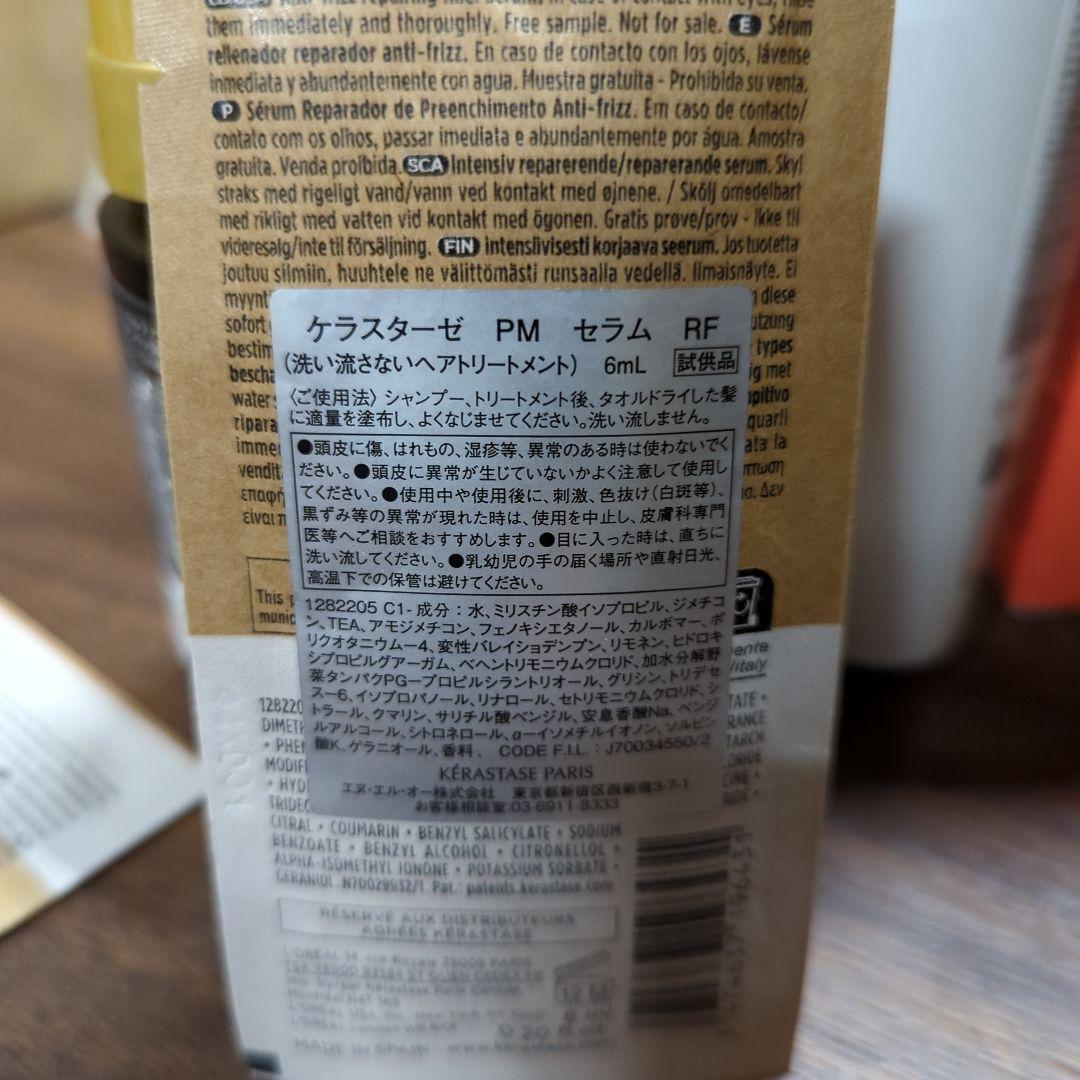 them immediately and thoroughly. Free sample. Not for sale. E Sérum
rellenador reparador anti-frizz. En caso de contacto con los ojos, lávense
inmediata y abundantemente con agua. Muestra gratuita - Prohibida su venta.
P Sérum Reparador de Preenchimento Anti-frizz. Em caso de contacto/
contato com os olhos, passar imediata e abundantemente por água. Amostra
gratuita. Venda proibida. SCA Intensiv reparerende/reparerande serum. Skyl
straks med rigeligt vand/vann ved kontakt med øjnene. / Skölj omedelbart
med rikligt med vatten vid kontakt med ögonen. Gratis prøve/prov - Ikke til
videresalg/inte til försäljning. FIN intensiivisesti korjaava seerumi. Jos tuotetta
joutuu silmiin, huuhtele ne välittömästi runsaalla vedellä. Ilmaisnäyte. Ei
ケラスターゼ PM セラム RF
(洗い流さないヘアトリートメント) 6mL 試供品
〈ご使用法〉シャンプー、トリートメント後、タオルドライした髪
に適量を塗布し、よくなじませてください。洗い流しません。
●頭皮に傷、はれもの、湿疹等、異常のある時は使わないでく
ださい。●頭皮に異常が生じていないかよく注意して使用し
てください。●使用中や使用後に、刺激、色抜け(白斑等)、
黒ずみ等の異常が現れた時は、使用を中止し、皮膚科専門
医等へご相談をおすすめします。●目に入った時は、直ちに
洗い流してください。●乳幼児の手の届く場所や直射日光、
高温下での保管は避けてください。
1282205 C1- 成分:水、ミリスチン酸イソプロピル、ジメチコ
ン、TEA、アモジメチコン、フェノキシエタノール、カルボマー、ポ
リクオタニウムー4、変性バレイショデンプン、リモネン、ヒドロキ
シプロピルグアーガム、ベヘントリモニウムクロリド、加水分解野
菜タンパクPGープロピルシラントリオール、グリシン、トリデセ
スー6、イソプロパノール、リナロール、セトリモニウムクロリド、シ
トラール、クマリン、サリチル酸ベンジル、安息香酸Na、ベンジ
ルアルコール、シトロネロール、αーイソメチルイオノン、ソルビン
酸K、ゲラニオール、香料. CODE F.I.L. : J70034550/2
KÉRASTASE PARIS
エヌ・エル・オー株式会社 東京都新宿区西新宿3-7-1
お客様相談室 03-6911-8333
CITRAL • COUMARIN • BENZYL SALICYLATE • SODIUM
BENZOATE • BENZYL ALCOHOL • CITRONELLOL •
ALPHA-ISOMETHYL IONONE • POTASSIUM SORBATE •
GERANIOL. N70029932/1. Pat.: patents.kerastase.com
RÉSERVÉ AUX DISTRIBUTEURS
AGRÉÉS KÉRASTASE
L'ORÉAL 14, rue Royale 75008 PARIS
12 M
MADE IN SPAIN - www.kerastase.com